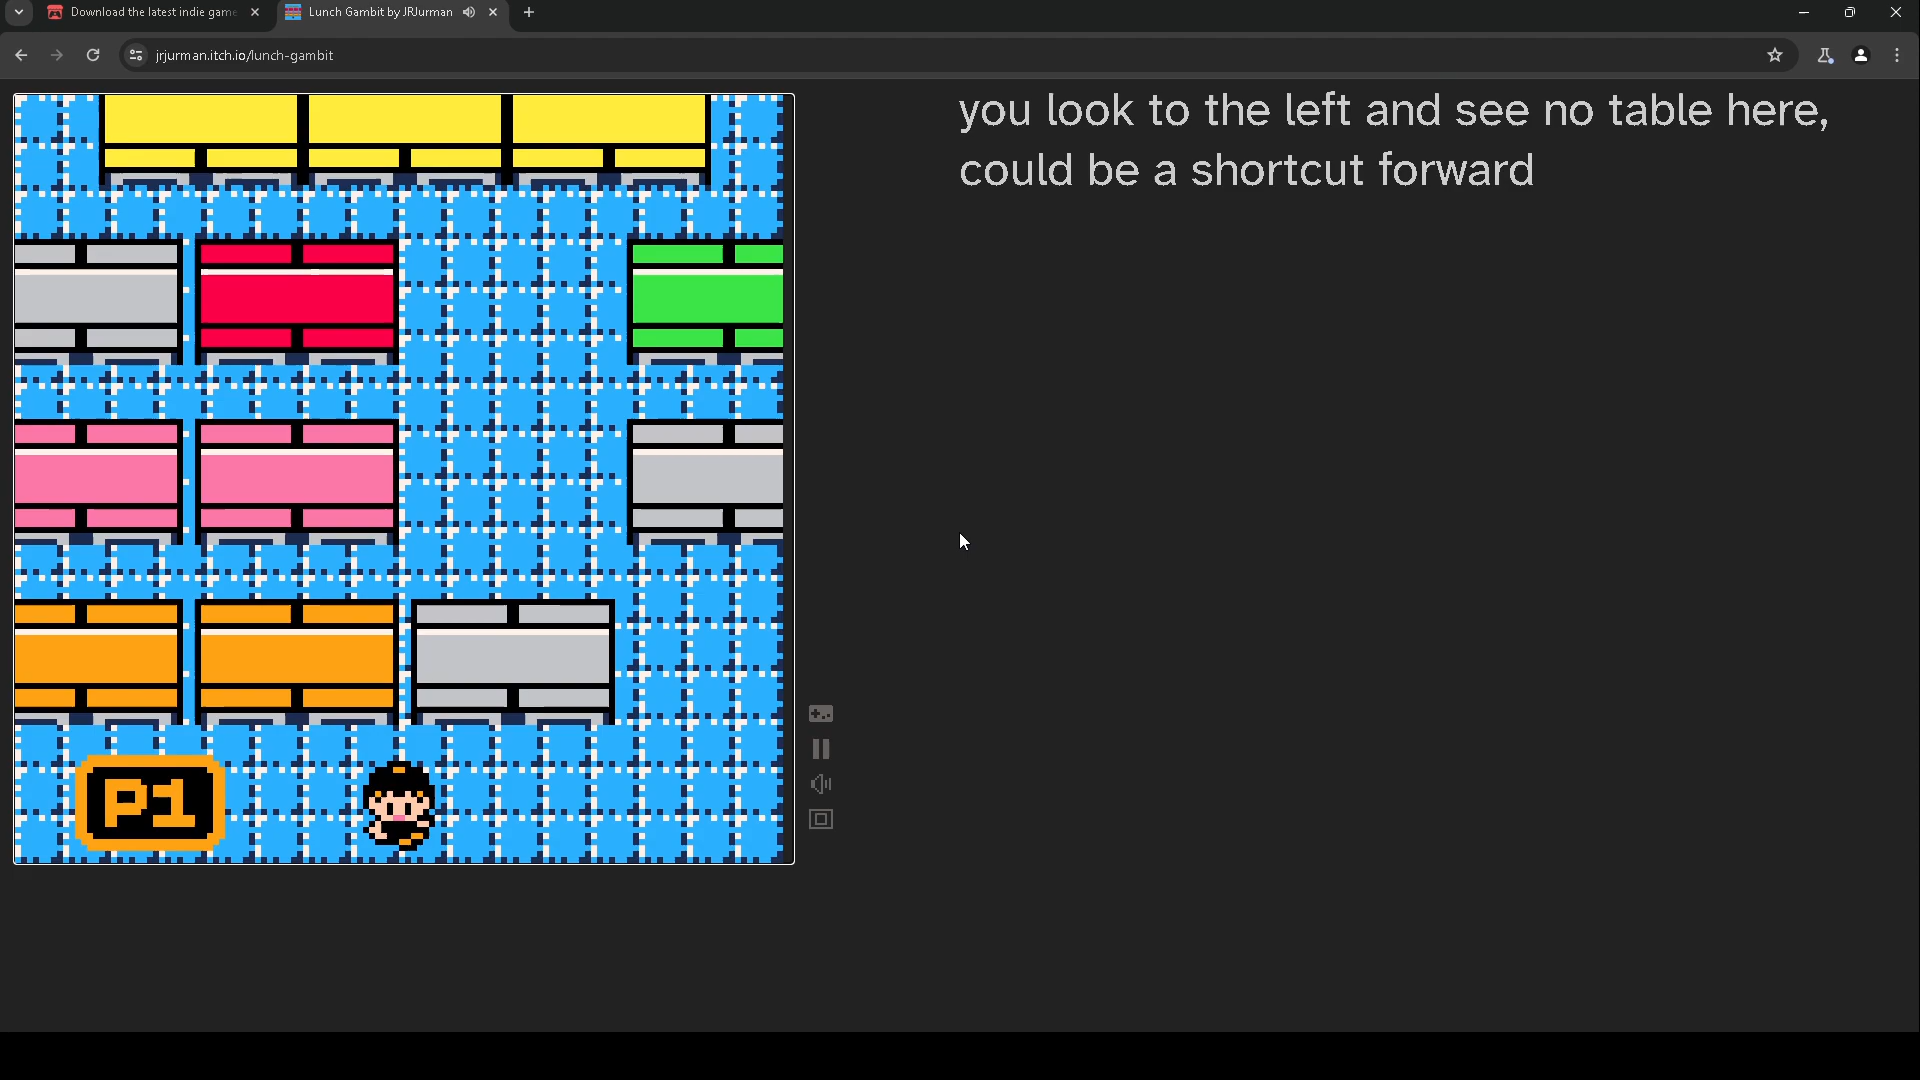 Download the latest indie game
Lunch Gambit by JRJurman
jrjurman.itch.io/lunch-gambit
you look to the left and see no table here,
could be a shortcut forward
P1